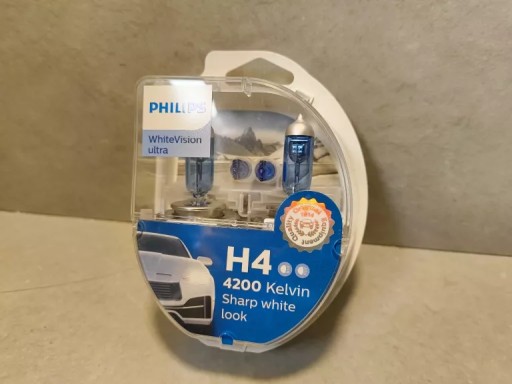 PHILIPS
WhiteVision
ultra
H4
4200 Kelvin
Sharp white
look